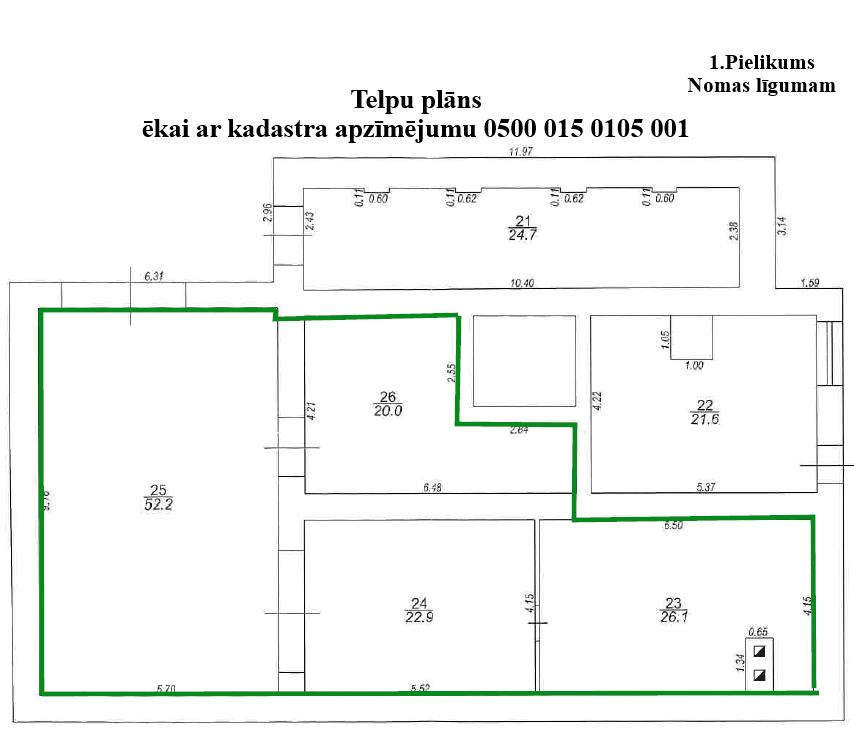 1.Pielikums
Nomas līgumam
Telpu plāns
ēkai ar kadastra apzīmējumu 0500 015 0105 001
11.97
0.11 0.60 0.11 0.62 0.11 0.62 0.11 0.60
2.96 2.43 21 2.38 3.14
24.7
6.31 10.40 1.59
1.05
1.00
2.55
26 4.21 4.22 22
20.0 21.6
2.84
25 6.48 5.37
52.2 9.76
6.50
24 4.15 23 4.15
22.9 26.1
0.65
1.34
5.70 5.52